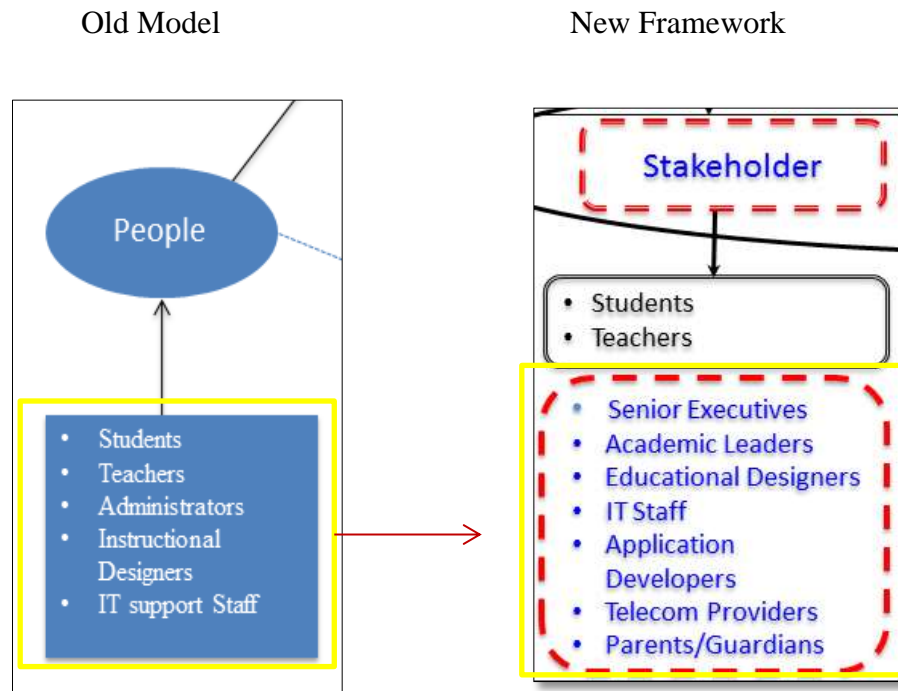 Old Model
New Framework
People
• Students
• Teachers
• Administrators
• Instructional
Designers
• IT support Staff
Stakeholder
• Students
• Teachers
• Senior Executives
• Academic Leaders
• Educational Designers
• IT Staff
• Application
Developers
• Telecom Providers
• Parents/Guardians